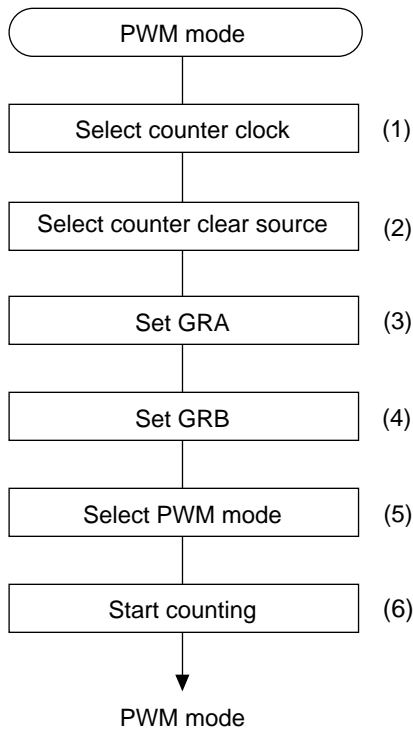 PWM mode
Select counter clock (1)
Select counter clear source (2)
Set GRA (3)
Set GRB (4)
Select PWM mode (5)
Start counting (6)
PWM mode